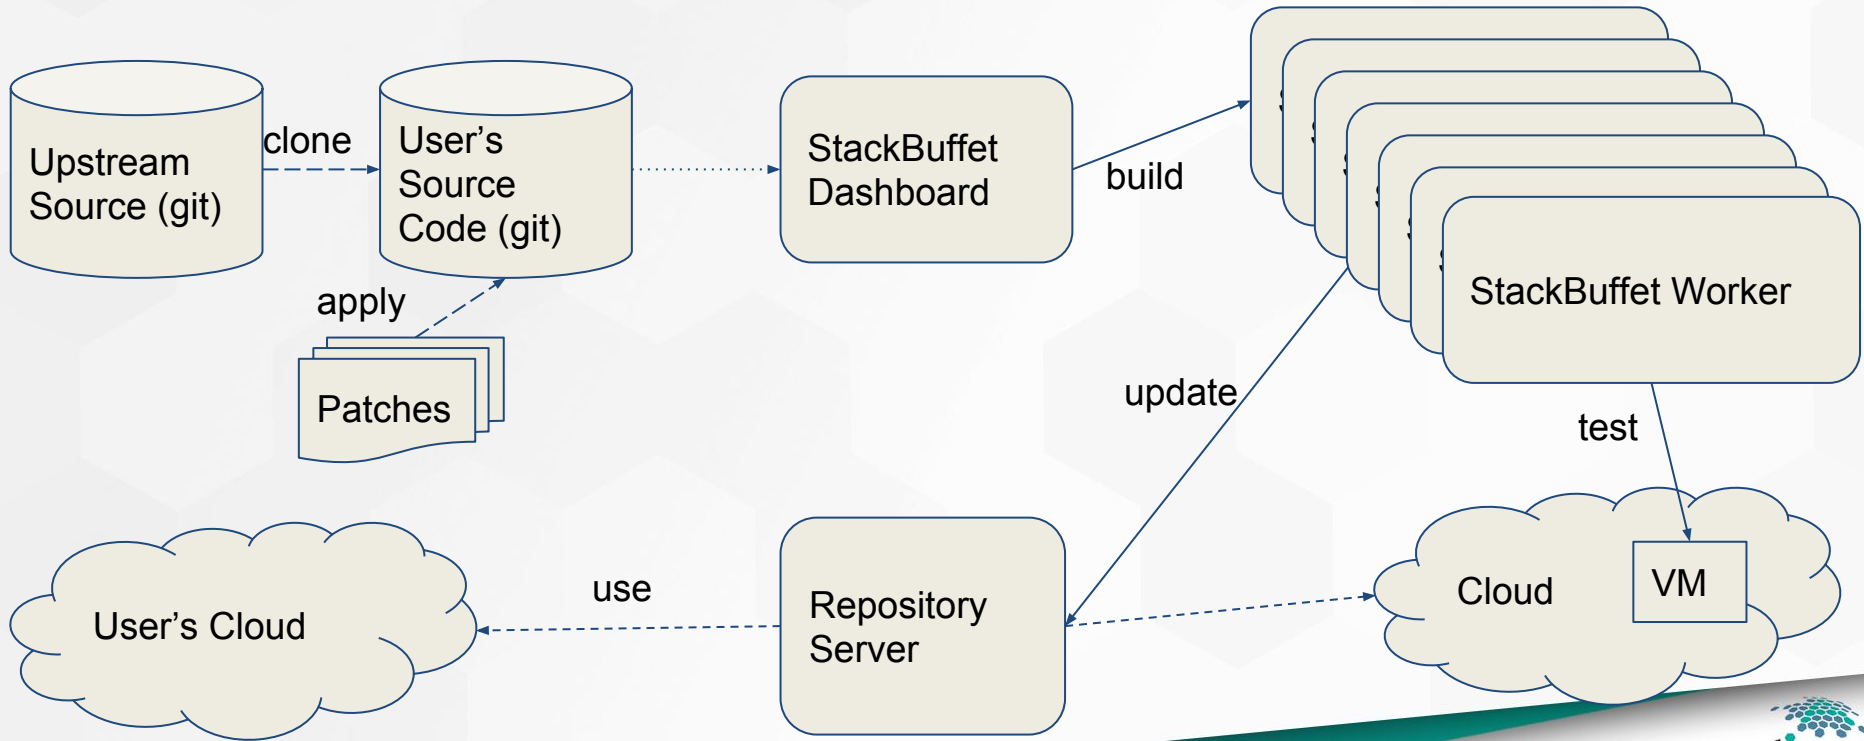 Upstream
Source (git)
clone
User's
Source
Code (git)
apply
Patches
StackBuffet
Dashboard
build
StackBuffet Worker
update
test
User's Cloud
use
Repository
Server
Cloud
VM